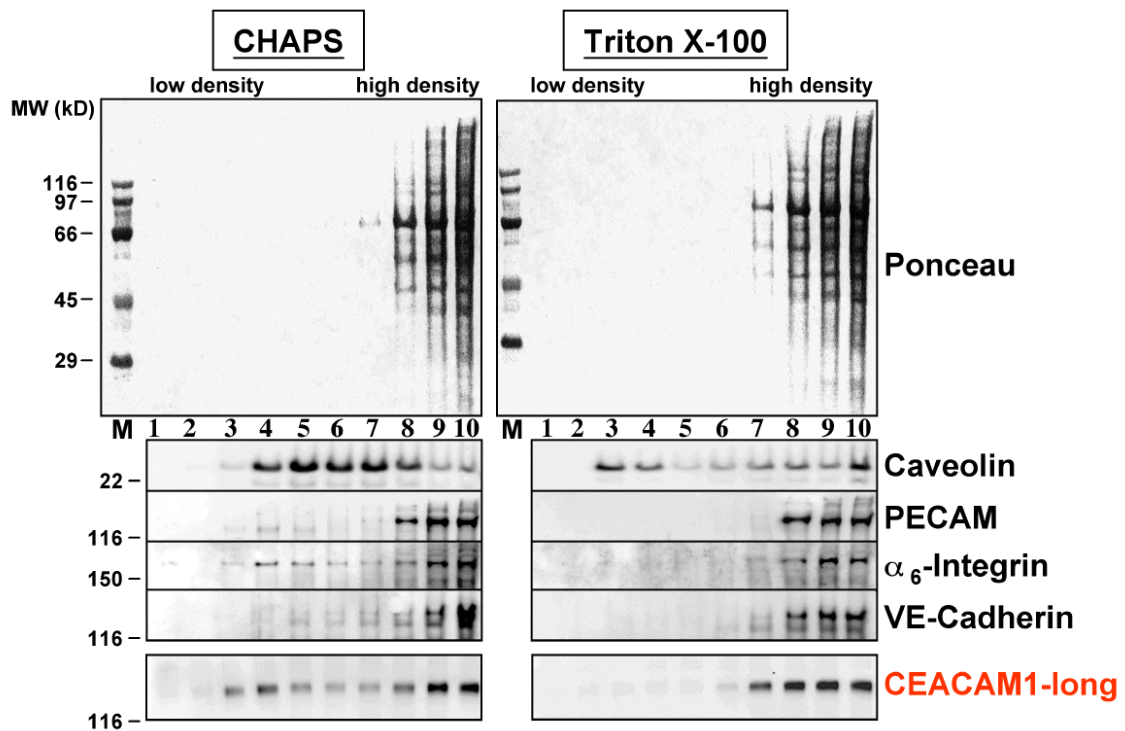 CHAPS Triton X-100
low density high density low density high density
MW (kD)
116
97
66
45
29
Ponceau
M 1 2 3 4 5 6 7 8 9 10 M 1 2 3 4 5 6 7 8 9 10
22 Caveolin
116 PECAM
150 α6-Integrin
116 VE-Cadherin
116 CEACAM1-long